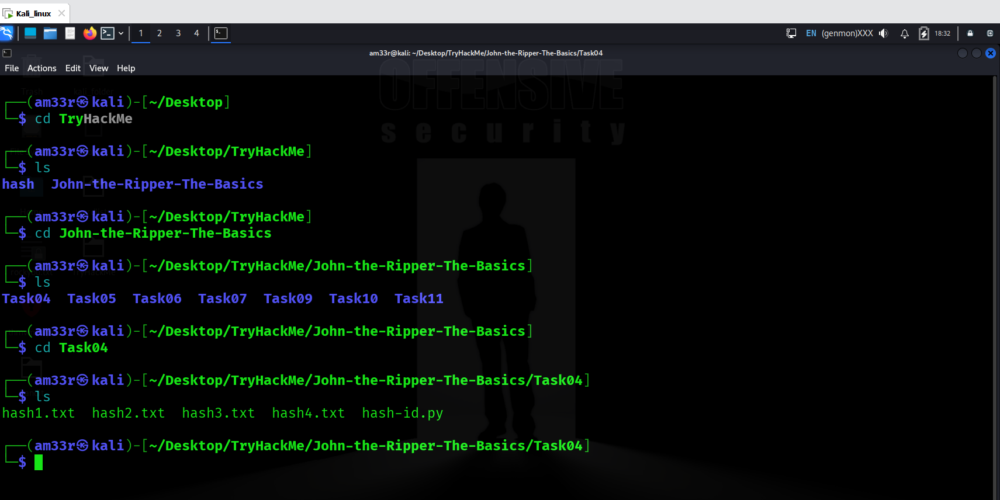 Kali_linux
1 2 3 4
EN (genmon)XXX 18:32
am33r@kali: ~/Desktop/TryHackMe/John-the-Ripper-The-Basics/Task04
File Actions Edit View Help
OFFENSIVE
security
┌──(am33r㉿kali)-[~/Desktop]
└─$ cd TryHackMe
┌──(am33r㉿kali)-[~/Desktop/TryHackMe]
└─$ ls
hash  John-the-Ripper-The-Basics
┌──(am33r㉿kali)-[~/Desktop/TryHackMe]
└─$ cd John-the-Ripper-The-Basics
┌──(am33r㉿kali)-[~/Desktop/TryHackMe/John-the-Ripper-The-Basics]
└─$ ls
Task04  Task05  Task06  Task07  Task09  Task10  Task11
┌──(am33r㉿kali)-[~/Desktop/TryHackMe/John-the-Ripper-The-Basics]
└─$ cd Task04
┌──(am33r㉿kali)-[~/Desktop/TryHackMe/John-the-Ripper-The-Basics/Task04]
└─$ ls
hash1.txt  hash2.txt  hash3.txt  hash4.txt  hash-id.py
┌──(am33r㉿kali)-[~/Desktop/TryHackMe/John-the-Ripper-The-Basics/Task04]
└─$